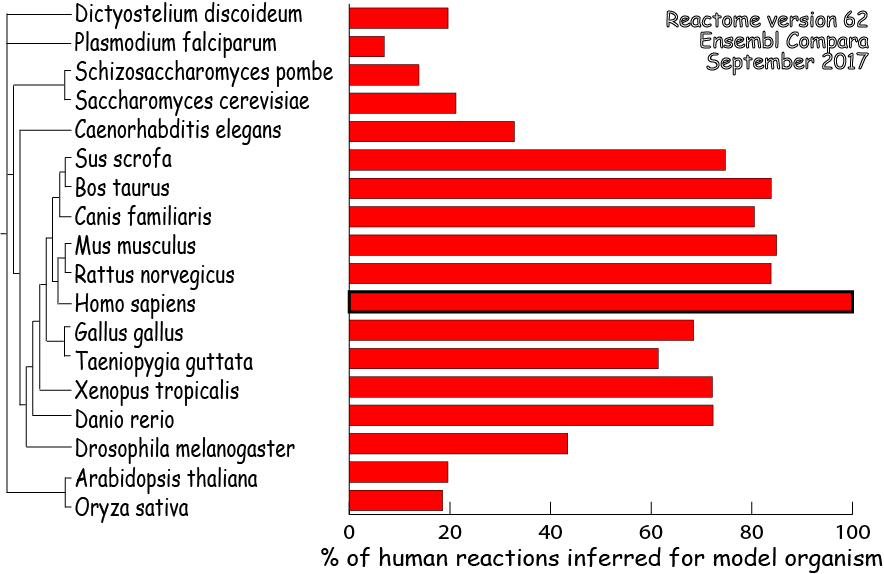 Dictyostelium discoideum
Plasmodium falciparum
Schizosaccharomyces pombe
Saccharomyces cerevisiae
Caenorhabditis elegans
Sus scrofa
Bos taurus
Canis familiaris
Mus musculus
Rattus norvegicus
Homo sapiens
Gallus gallus
Taeniopygia guttata
Xenopus tropicalis
Danio rerio
Drosophila melanogaster
Arabidopsis thaliana
Oryza sativa
Reactome version 62
Ensembl Compara
September 2017
0 20 40 60 80 100
% of human reactions inferred for model organism